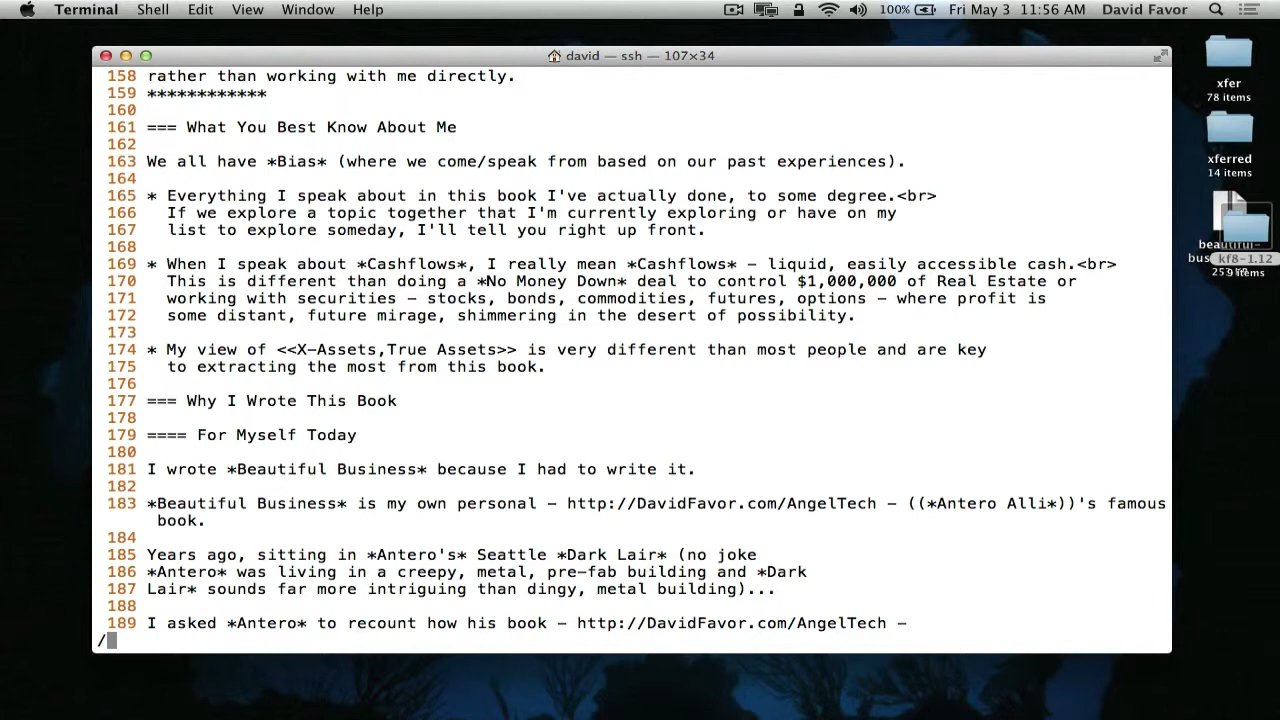 Terminal Shell Edit View Window Help 100% Fri May 3 11:56 AM David Favor
david — ssh — 107×34
158 rather than working with me directly.
159 ************
160
161 === What You Best Know About Me
162
163 We all have *Bias* (where we come/speak from based on our past experiences).
164
165 * Everything I speak about in this book I've actually done, to some degree.<br>
166 If we explore a topic together that I'm currently exploring or have on my
167 list to explore someday, I'll tell you right up front.
168
169 * When I speak about *Cashflows*, I really mean *Cashflows* - liquid, easily accessible cash.<br>
170 This is different than doing a *No Money Down* deal to control $1,000,000 of Real Estate or
171 working with securities - stocks, bonds, commodities, futures, options - where profit is
172 some distant, future mirage, shimmering in the desert of possibility.
173
174 * My view of <<X-Assets,True Assets>> is very different than most people and are key
175 to extracting the most from this book.
176
177 === Why I Wrote This Book
178
179 ==== For Myself Today
180
181 I wrote *Beautiful Business* because I had to write it.
182
183 *Beautiful Business* is my own personal - http://DavidFavor.com/AngelTech - ((*Antero Alli*))'s famous
book.
184
185 Years ago, sitting in *Antero's* Seattle *Dark Lair* (no joke
186 *Antero* was living in a creepy, metal, pre-fab building and *Dark
187 Lair* sounds far more intriguing than dingy, metal building)...
188
189 I asked *Antero* to recount how his book - http://DavidFavor.com/AngelTech -
/
xfer
78 items
xferred
14 items
kf8-1.12
9 items